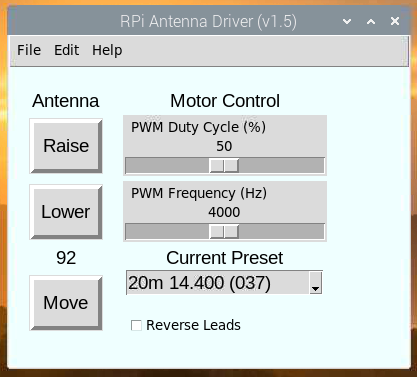 RPi Antenna Driver (v1.5)
File Edit Help
Antenna
Motor Control
Raise
PWM Duty Cycle (%)
50
Lower
PWM Frequency (Hz)
4000
92
Current Preset
Move
20m 14.400 (037)
Reverse Leads